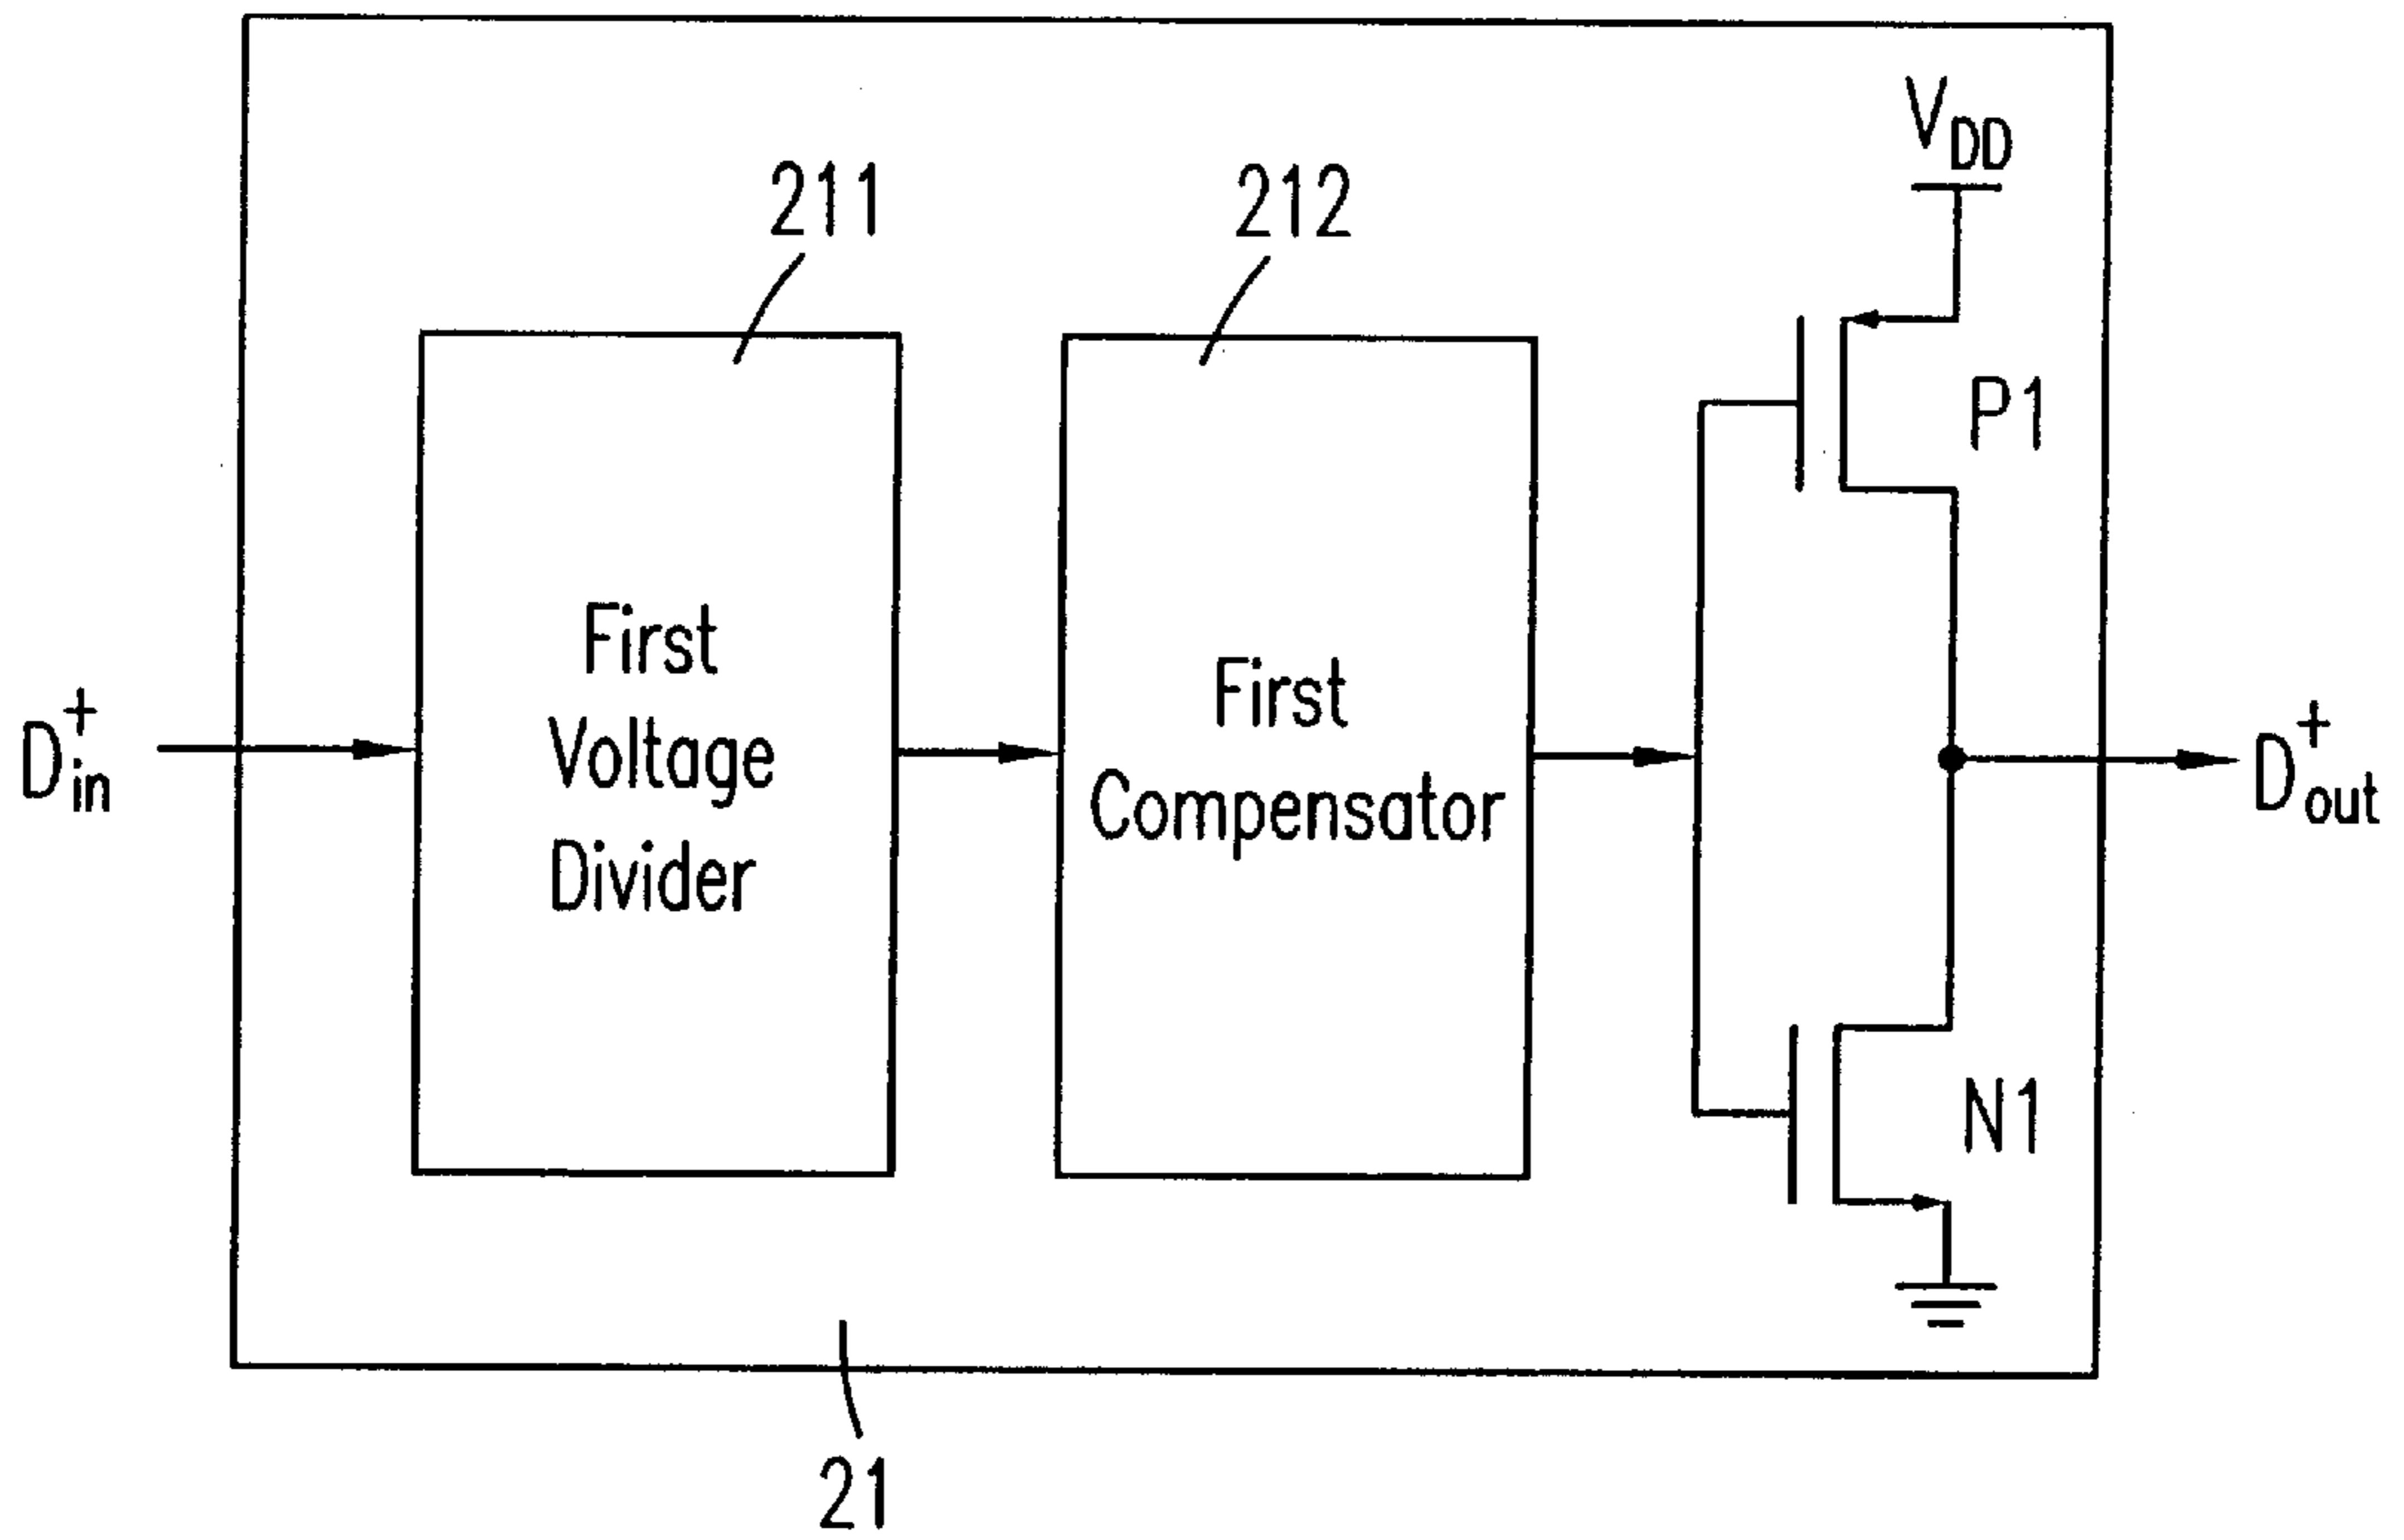 V_DD
211
212
P1
First
Voltage
Divider
First
Compensator
D^+_in
D^+_out
N1
21